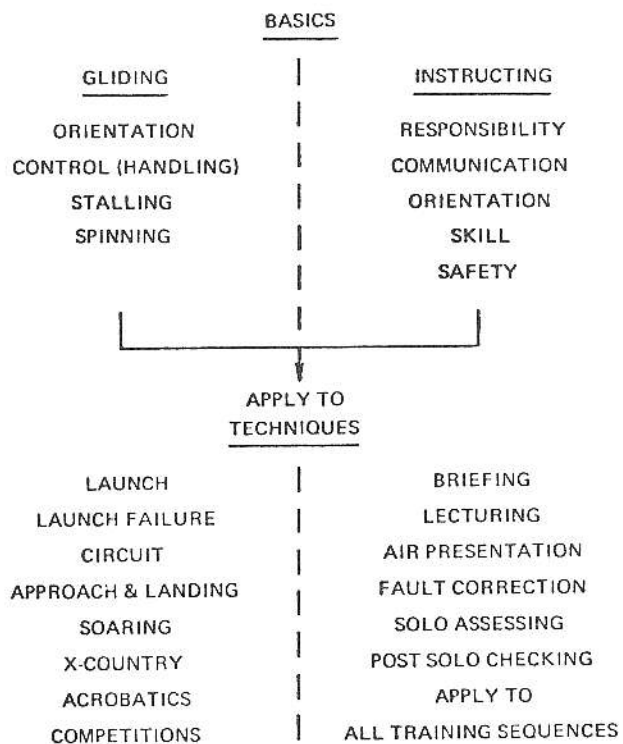 BASICS
GLIDING
ORIENTATION
CONTROL (HANDLING)
STALLING
SPINNING
INSTRUCTING
RESPONSIBILITY
COMMUNICATION
ORIENTATION
SKILL
SAFETY
APPLY TO
TECHNIQUES
LAUNCH
LAUNCH FAILURE
CIRCUIT
APPROACH & LANDING
SOARING
X-COUNTRY
ACROBATICS
COMPETITIONS
BRIEFING
LECTURING
AIR PRESENTATION
FAULT CORRECTION
SOLO ASSESSING
POST SOLO CHECKING
APPLY TO
ALL TRAINING SEQUENCES